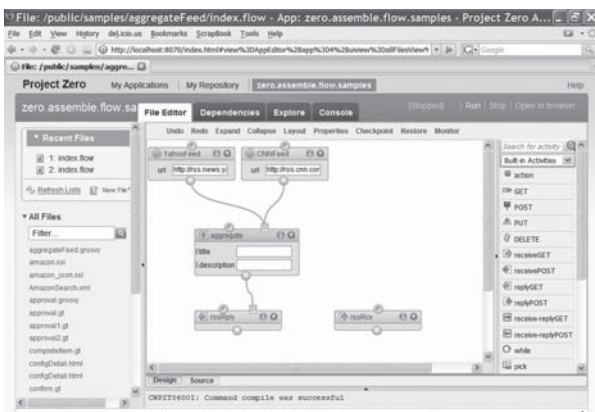 File: /public/samples/aggregateFeed/index.flow - App: zero.assemble.flow.samples - Project Zero A...
File Edit View History del.icio.us Bookmarks ScrapBook Tools Help
http://localhost:8070/index.html#view%3DAppEditor%26app%3D4%26uiview%3DallFilesView%
Google
File: /public/samples/aggre...
Project Zero My Applications My Repository zero.assemble.flow.samples Help
zero.assemble.flow.sa
File Editor Dependencies Explore Console
[Stopped] Run Stop Open in browser
Undo Redo Expand Collapse Layout Properties Checkpoint Restore Monitor
Recent Files
1: index.flow
2: index.flow
Refresh Lists New File
All Files
Filter...
aggregateFeed.groovy
amazon.xsl
amazon_json.xsl
AmazonSearch.xml
approval.groovy
approval.gt
approval1.gt
approval2.gt
completeItem.gt
configDetail.html
configDetail.html
confirm.gt
YahooFeed
url http://rss.news.y
CNNFeed
url http://rss.cnn.cor
aggregate
title
description
rssRply
rssRcv
Search for activity
Built-in Activities
action
GET
POST
PUT
DELETE
receiveGET
receivePOST
replyGET
replyPOST
receive-replyGET
receive-replyPOST
while
pick
Design Source
CWPZT0600I: Command compile was successful